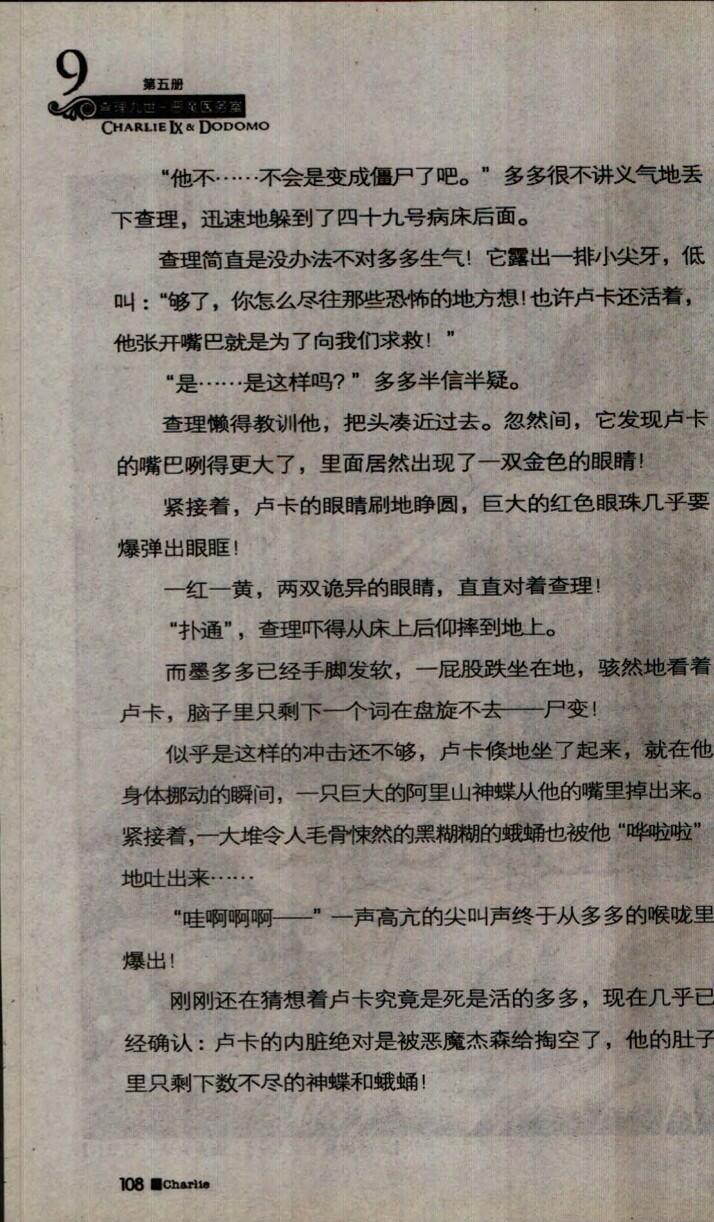 9
第五册
查理九世·恶魔医务室
CHARLIE IX & DODOMO
“他不……不会是变成僵尸了吧。”多多很不讲义气地丢
下查理，迅速地躲到了四十九号病床后面。
查理简直是没办法不对多多生气！它露出一排小尖牙，低
叫：“够了，你怎么尽往那些恐怖的地方想！也许卢卡还活着，
他张开嘴巴就是为了向我们求救！”
“是……是这样吗？”多多半信半疑。
查理懒得教训他，把头凑近过去。忽然间，它发现卢卡
的嘴巴咧得更大了，里面居然出现了一双金色的眼睛！
紧接着，卢卡的眼睛刷地睁圆，巨大的红色眼珠几乎要
爆弹出眼眶！
一红一黄，两双诡异的眼睛，直直对着查理！
“扑通”，查理吓得从床上后仰摔到地上。
而墨多多已经手脚发软，一屁股跌坐在地，骇然地看着
卢卡，脑子里只剩下一个词在盘旋不去——尸变！
似乎是这样的冲击还不够，卢卡倏地坐了起来，就在他
身体挪动的瞬间，一只巨大的阿里山神蝶从他的嘴里掉出来。
紧接着，一大堆令人毛骨悚然的黑糊糊的蛾蛹也被他“哗啦啦”
地吐出来……
“哇啊啊啊——”一声高亢的尖叫声终于从多多的喉咙里
爆出！
刚刚还在猜想着卢卡究竟是死是活的多多，现在几乎已
经确认：卢卡的内脏绝对是被恶魔杰森给掏空了，他的肚子
里只剩下数不尽的神蝶和蛾蛹！
108 ■Charlie